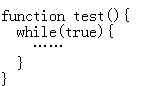 function test(){
  while(true){
    ……
  }
}